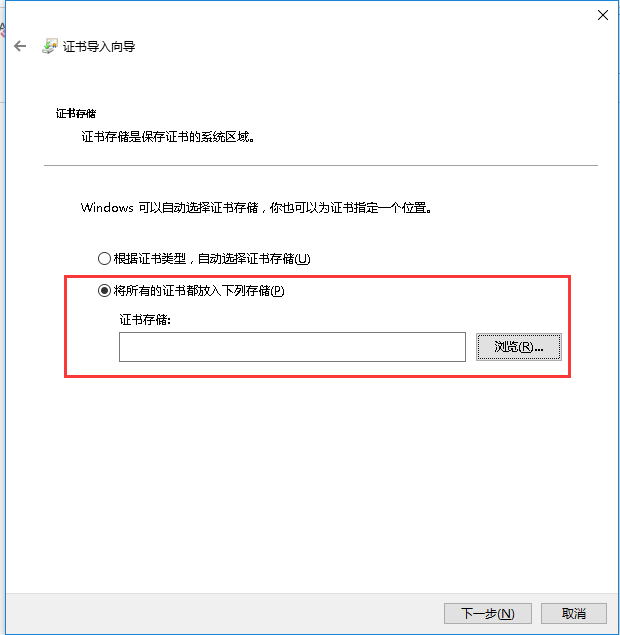 证书导入向导
证书存储
证书存储是保存证书的系统区域。
Windows 可以自动选择证书存储，你也可以为证书指定一个位置。
根据证书类型，自动选择证书存储(U)
将所有的证书都放入下列存储(P)
证书存储:
浏览(R)...
下一步(N)
取消